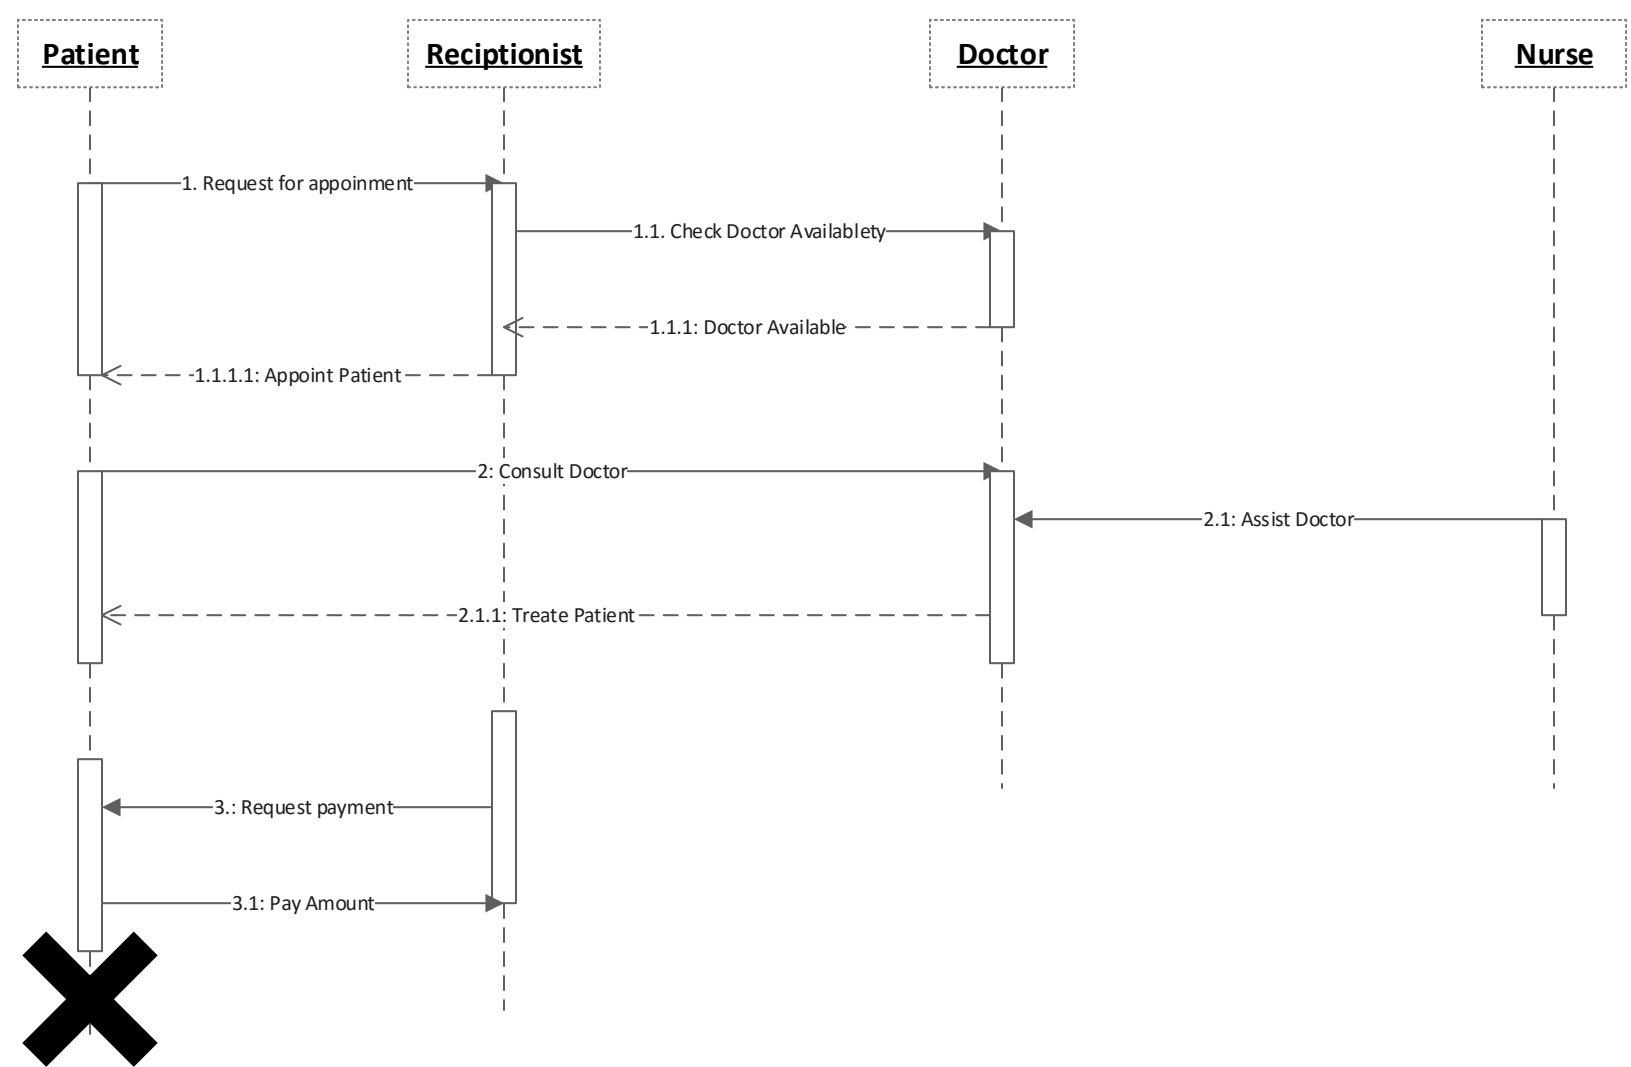 Patient
Reciptionist
Doctor
Nurse
1. Request for appoinment
1.1. Check Doctor Availablety
1.1.1: Doctor Available
1.1.1.1: Appoint Patient
2: Consult Doctor
2.1: Assist Doctor
2.1.1: Treate Patient
3.: Request payment
3.1: Pay Amount